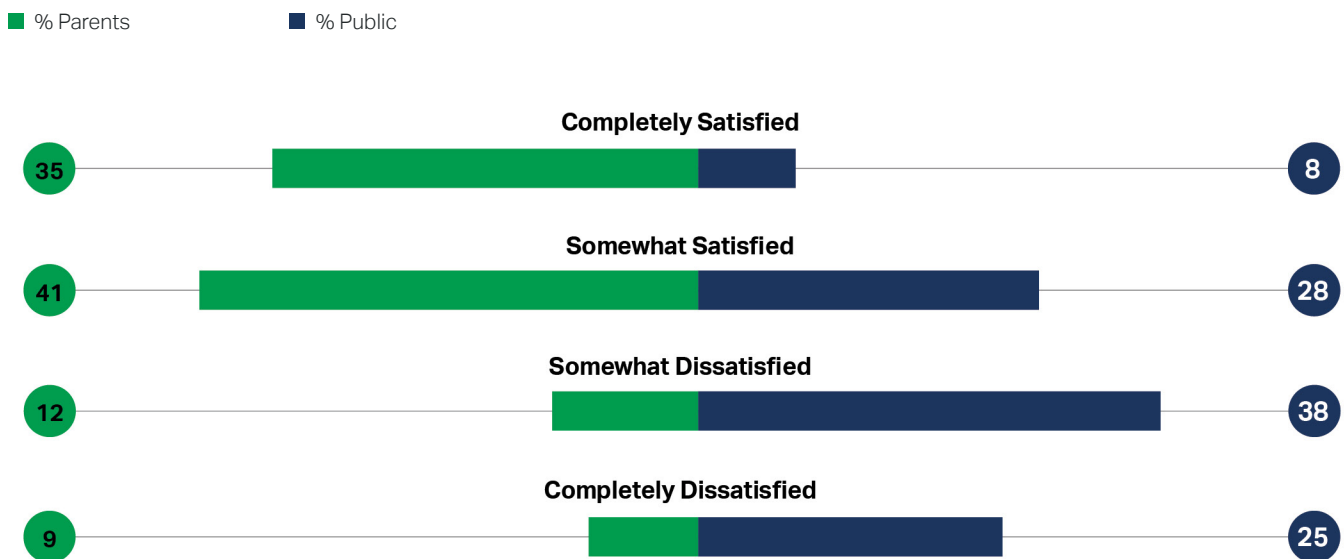 % Parents % Public
Completely Satisfied
35 8
Somewhat Satisfied
41 28
Somewhat Dissatisfied
12 38
Completely Dissatisfied
9 25